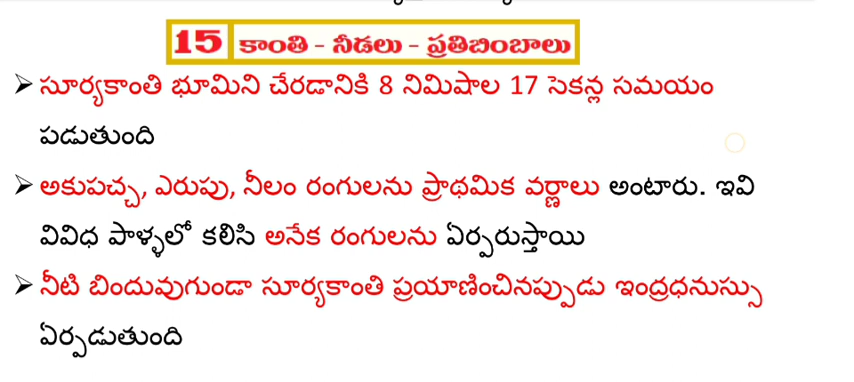 15 కాంతి - నీడలు - ప్రతిబింబాలు
➤ సూర్యకాంతి భూమిని చేరడానికి 8 నిమిషాల 17 సెకన్ల సమయం
పడుతుంది
➤ అకుపచ్చ, ఎరుపు, నీలం రంగులను ప్రాథమిక వర్ణాలు అంటారు. ఇవి
వివిధ పాళ్ళలో కలిసి అనేక రంగులను ఏర్పరుస్తాయి
➤ నీటి బిందువుగుండా సూర్యకాంతి ప్రయాణించినప్పుడు ఇంద్రధనుస్సు
ఏర్పడుతుంది